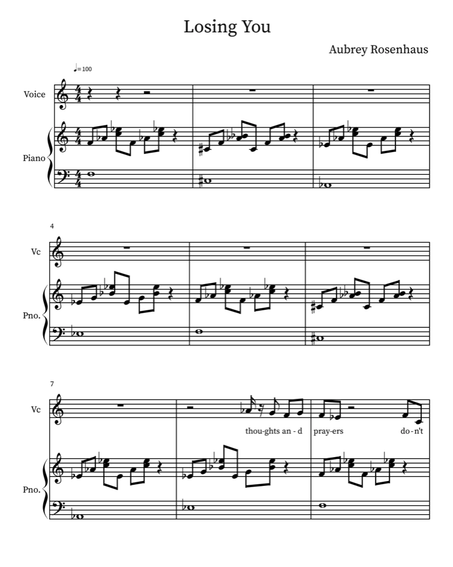 Losing You
Aubrey Rosenhaus
♩= 100
Voice
Piano
4
Vc
Pno.
7
Vc
thou-ghts an - d pray-ers do-n't
Pno.